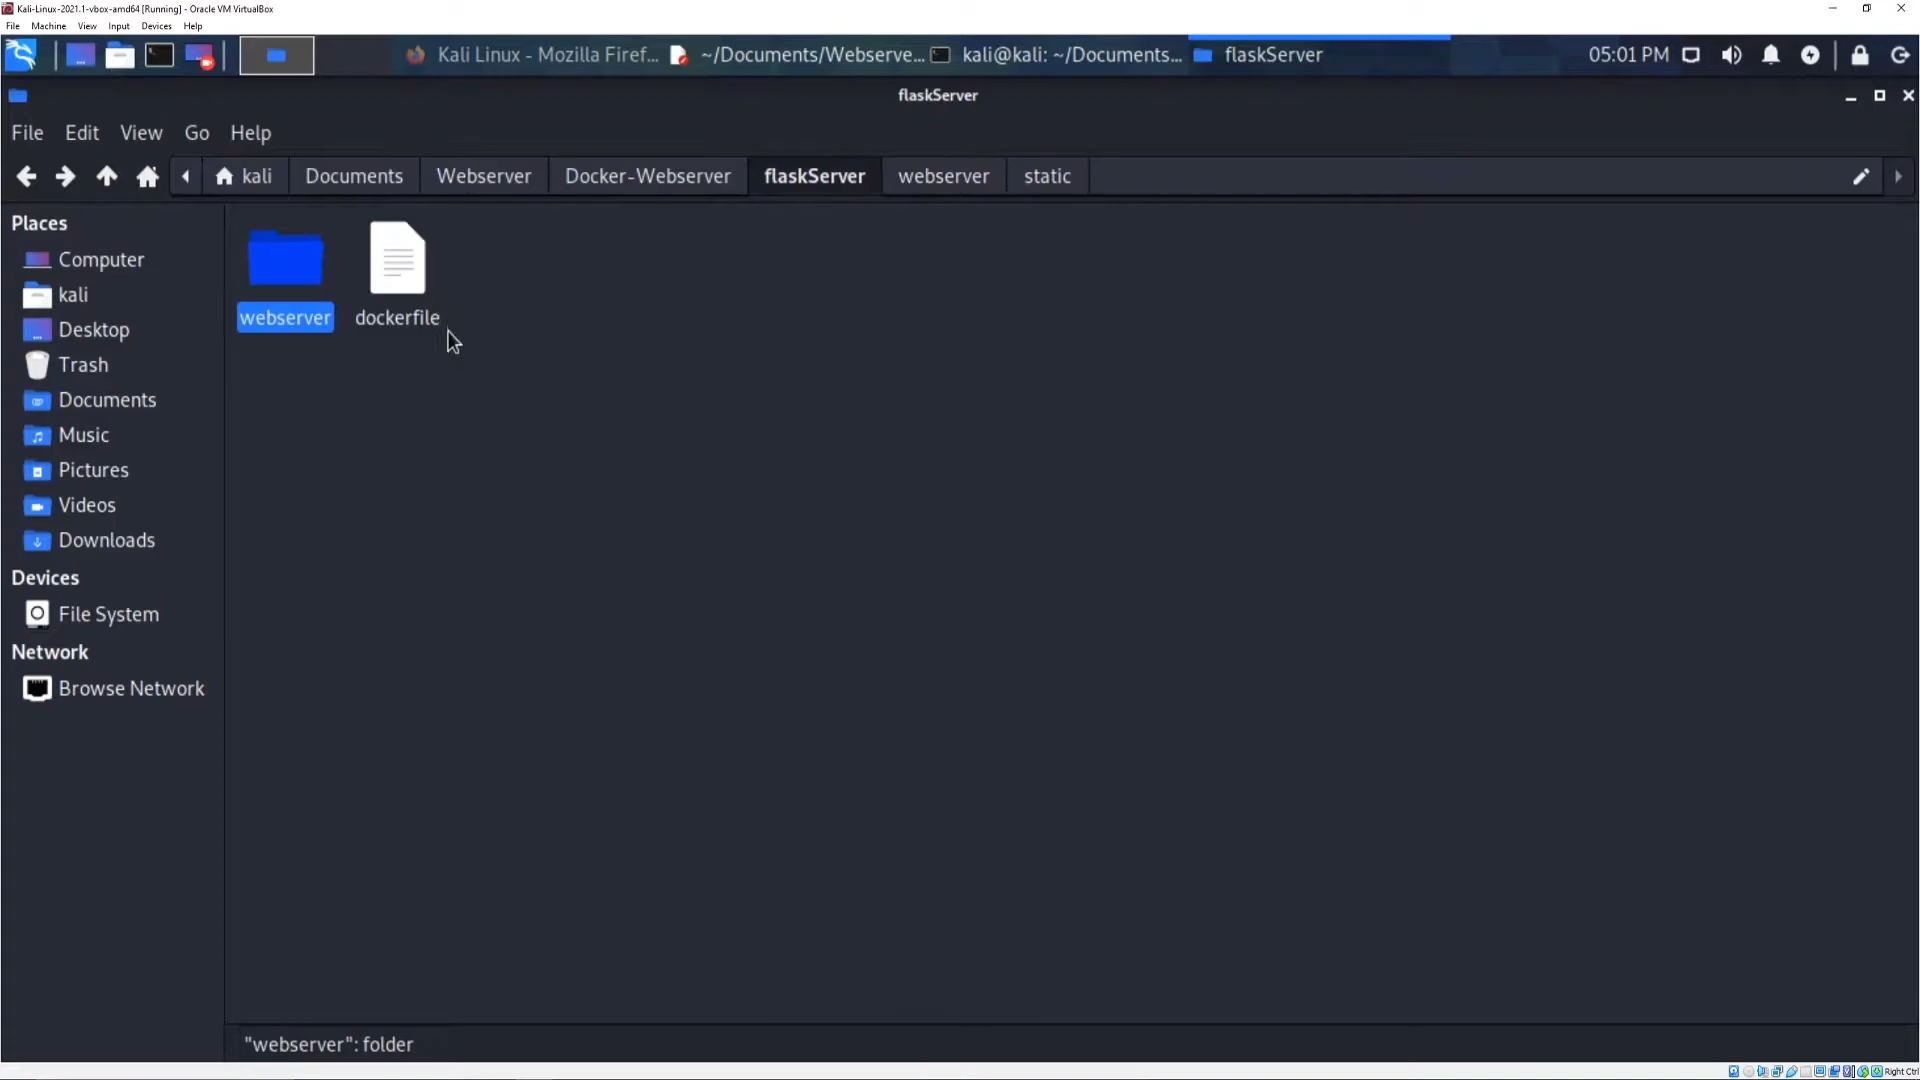 Kali-Linux-2021.1-vbox-amd64 [Running] - Oracle VM VirtualBox
File Machine View Input Devices Help
Kali Linux - Mozilla Firef... ~/Documents/Webserve... kali@kali: ~/Documents... flaskServer 05:01 PM
flaskServer
File Edit View Go Help
kali Documents Webserver Docker-Webserver flaskServer webserver static
Places
Computer
kali
Desktop
Trash
Documents
Music
Pictures
Videos
Downloads
Devices
File System
Network
Browse Network
webserver dockerfile
"webserver": folder
Right Ctrl